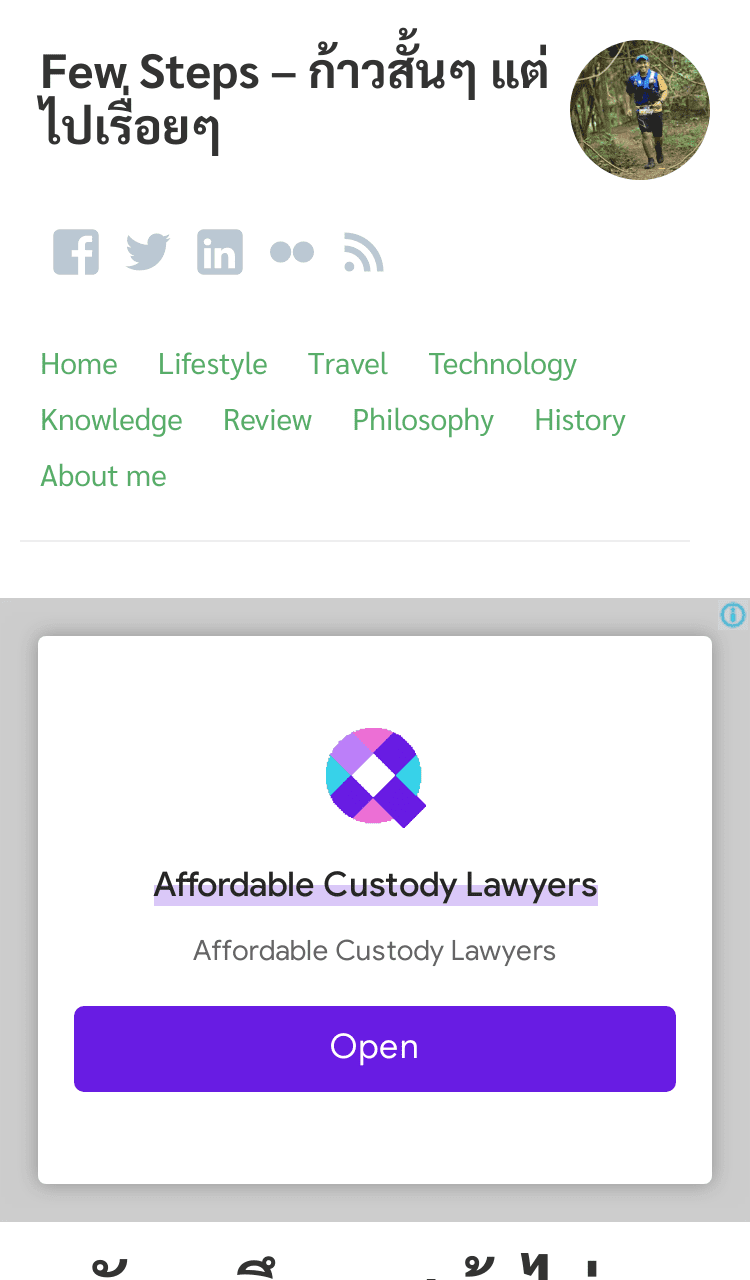 Few Steps – ก้าวสั้นๆ แต่
ไปเรื่อยๆ
Home Lifestyle Travel Technology
Knowledge Review Philosophy History
About me
Affordable Custody Lawyers
Affordable Custody Lawyers
Open